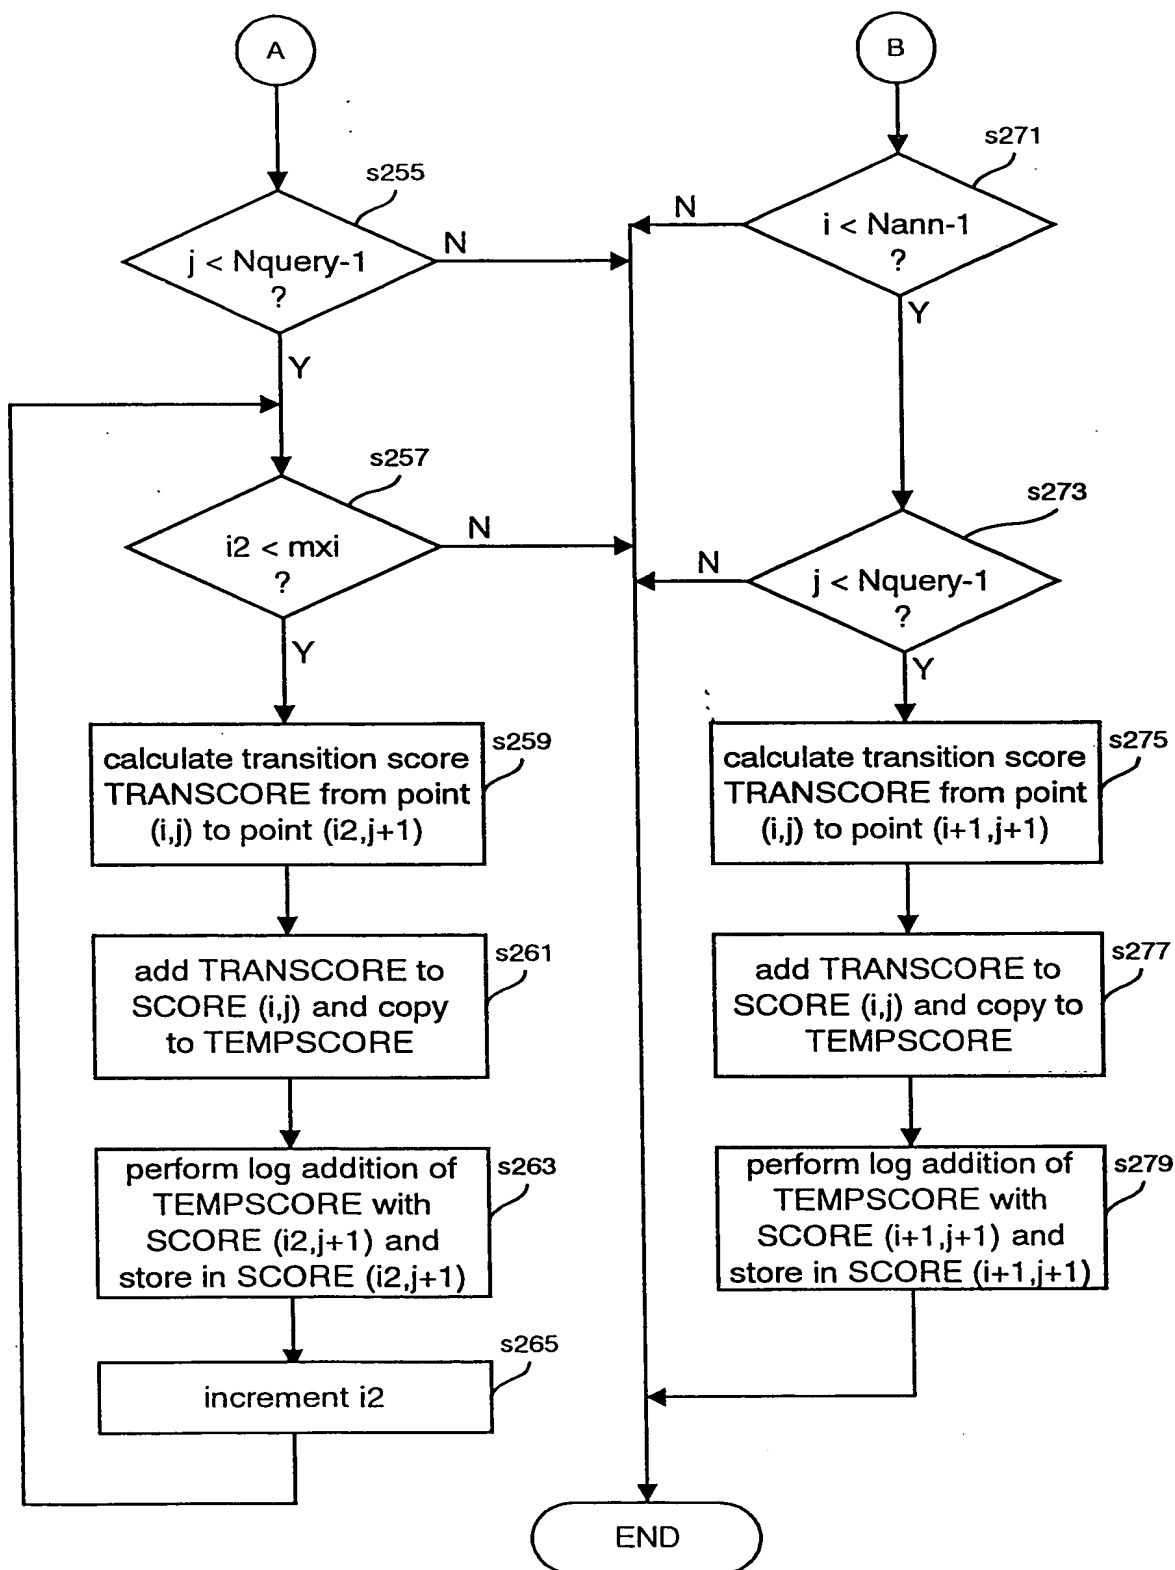 A
s255
j < Nquery-1
?
N
Y
s257
i2 < mxi
?
N
Y
s259
calculate transition score
TRANSCORE from point
(i,j) to point (i2,j+1)
s261
add TRANSCORE to
SCORE (i,j) and copy
to TEMPSCORE
s263
perform log addition of
TEMPSCORE with
SCORE (i2,j+1) and
store in SCORE (i2,j+1)
s265
increment i2
B
s271
i < Nann-1
?
N
Y
s273
j < Nquery-1
?
N
Y
s275
calculate transition score
TRANSCORE from point
(i,j) to point (i+1,j+1)
s277
add TRANSCORE to
SCORE (i,j) and copy to
TEMPSCORE
s279
perform log addition of
TEMPSCORE with
SCORE (i+1,j+1) and
store in SCORE (i+1,j+1)
END